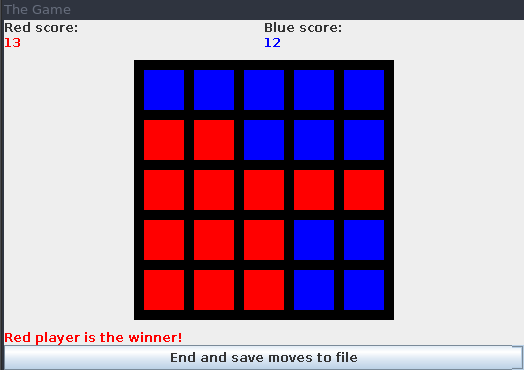 The Game
Red score:
Blue score:
13
12
Red player is the winner!
End and save moves to file